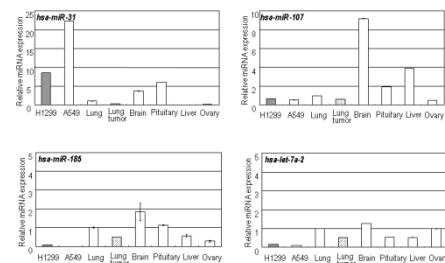 hsa-miR-31
Relative miRNA expression
25
20
15
10
5
0
H1299 A549 Lung Lung tumor Brain Pituitary Liver Ovary
hsa-miR-107
Relative miRNA expression
10
8
6
4
2
0
H1299 A549 Lung Lung tumor Brain Pituitary Liver Ovary
hsa-miR-185
Relative miRNA expression
5
4
3
2
1
0
H1299 A549 Lung Lung tumor Brain Pituitary Liver Ovary
hsa-let-7a-2
Relative miRNA expression
5
4
3
2
1
0
H1299 A549 Lung Lung tumor Brain Pituitary Liver Ovary